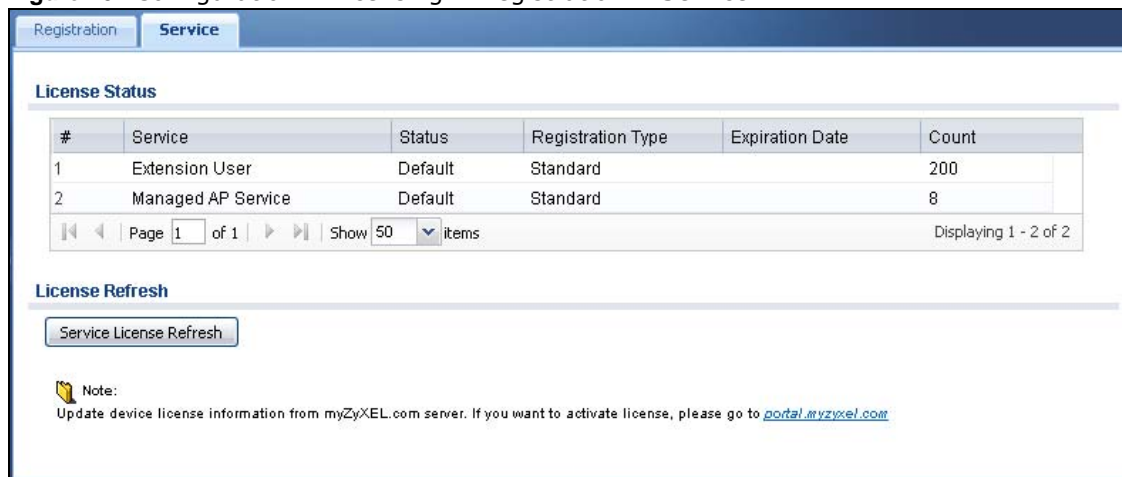 Registration Service
License Status
# Service Status Registration Type Expiration Date Count
1 Extension User Default Standard 200
2 Managed AP Service Default Standard 8
Page 1 of 1 Show 50 items Displaying 1 - 2 of 2
License Refresh
Service License Refresh
Note:
Update device license information from myZyXEL.com server. If you want to activate license, please go to portal.myzyxel.com